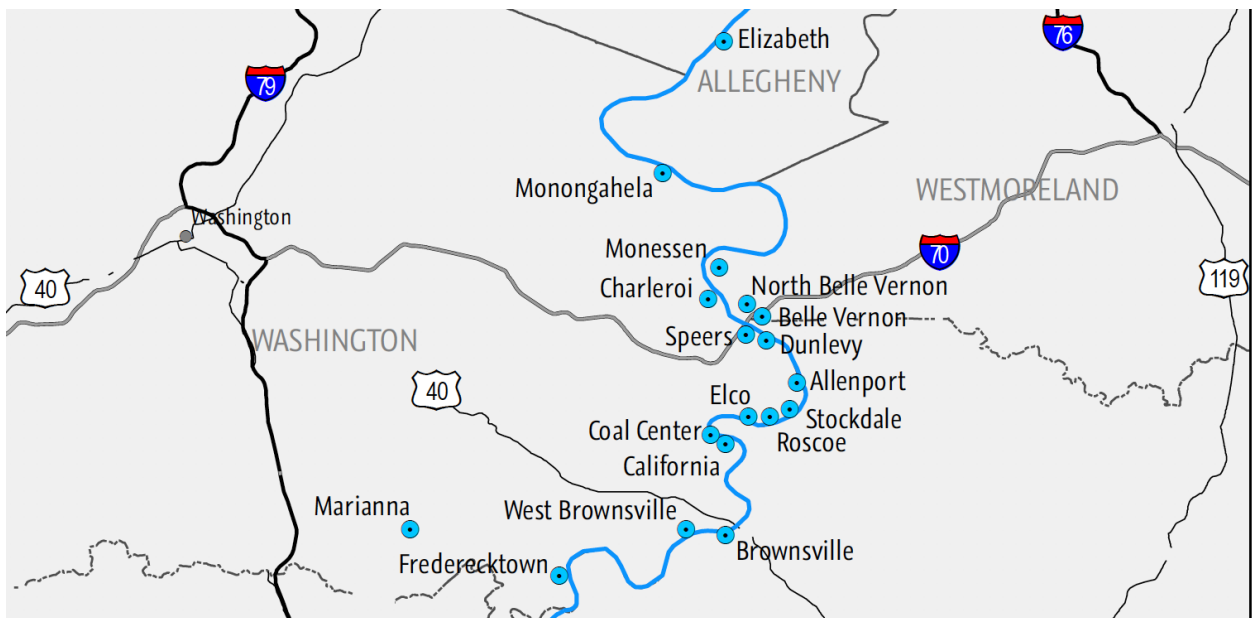 Elizabeth
76
79
ALLEGHENY
Monongahela
WESTMORELAND
Washington
Monessen
70
40
119
Charleroi
North Belle Vernon
Belle Vernon
WASHINGTON
Speers
Dunlevy
40
Elco
Allenport
Stockdale
Coal Center
Roscoe
California
Marianna
West Brownsville
Brownsville
Frederecktown